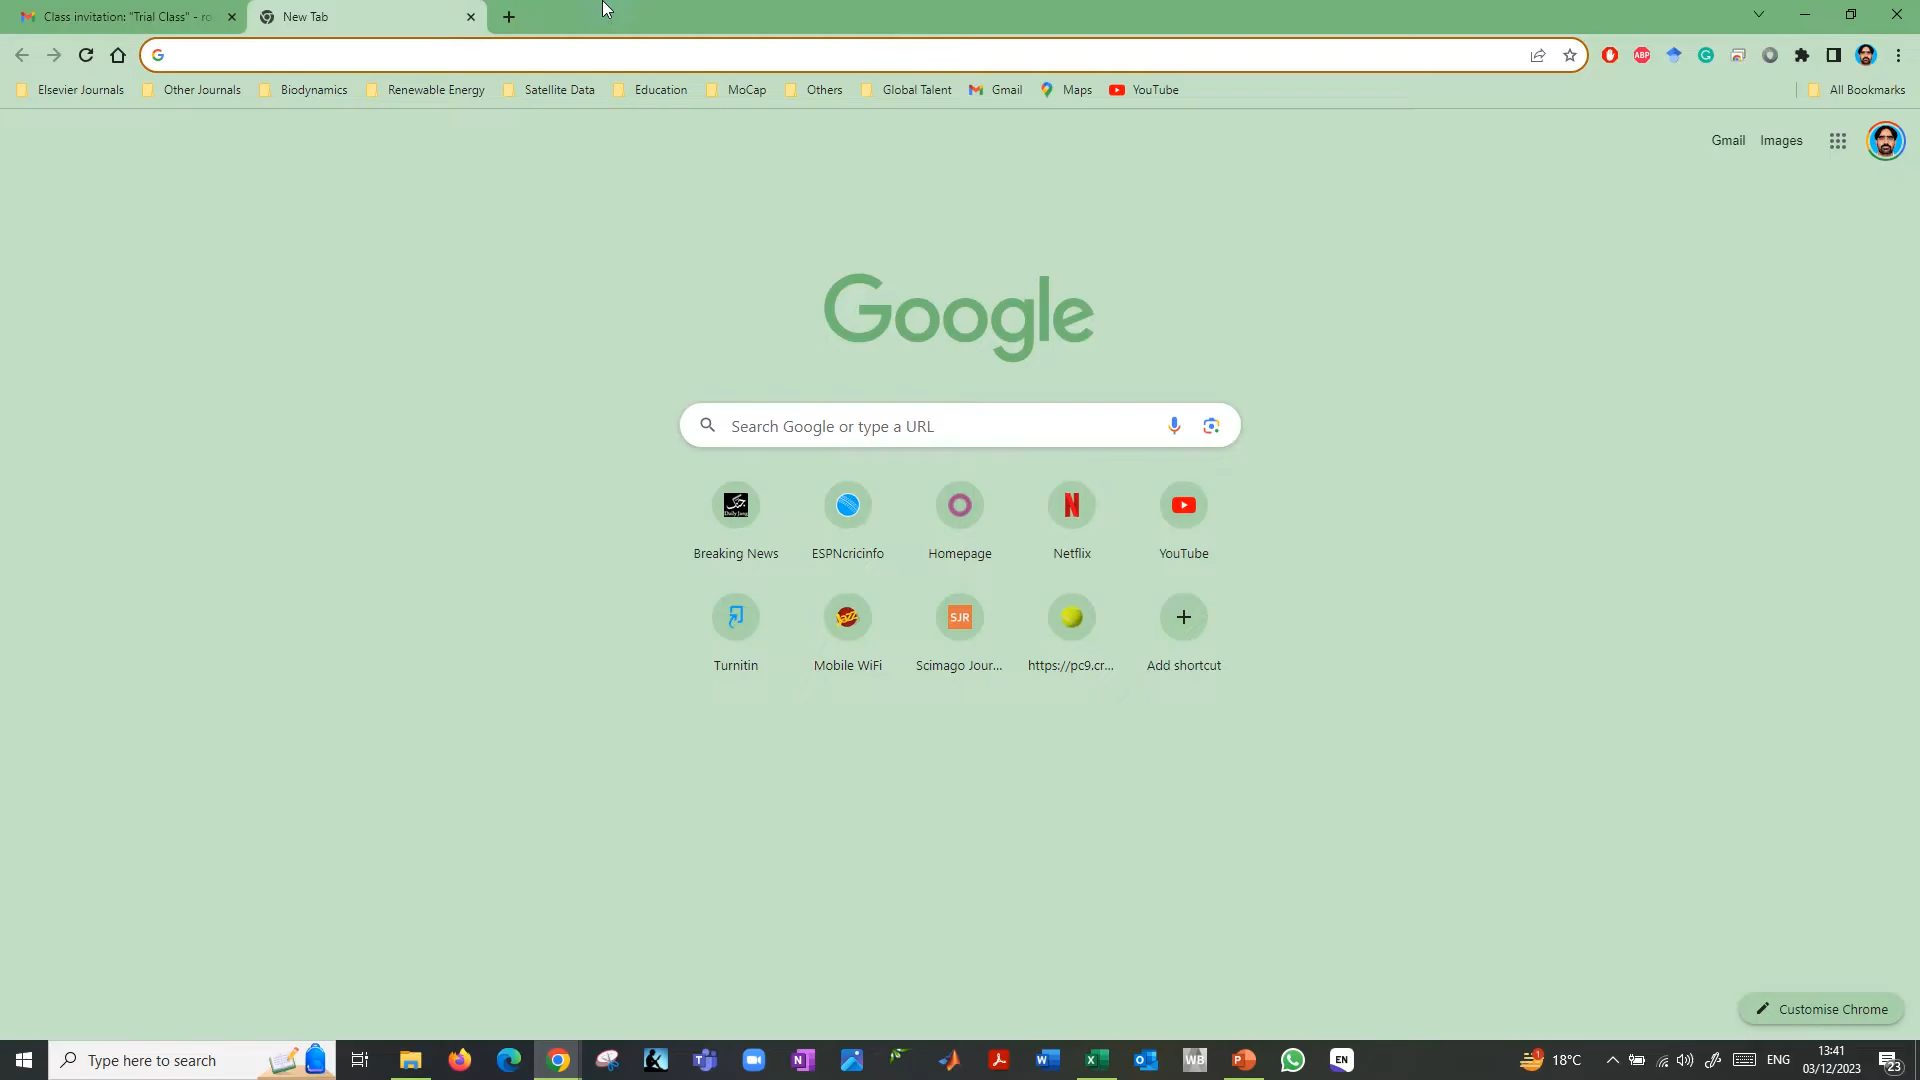 Class invitation: "Trial Class" - ro
New Tab
Elsevier Journals
Other Journals
Biodynamics
Renewable Energy
Satellite Data
Education
MoCap
Others
Global Talent
Gmail
Maps
YouTube
All Bookmarks
ABP
Gmail
Images
Google
Search Google or type a URL
Breaking News
ESPNcricinfo
Homepage
Netflix
YouTube
Turnitin
Mobile WiFi
SJR
Scimago Jour...
https://pc9.cr...
Add shortcut
Customise Chrome
Type here to search
WB
EN
18°C
ENG
13:41
03/12/2023
23